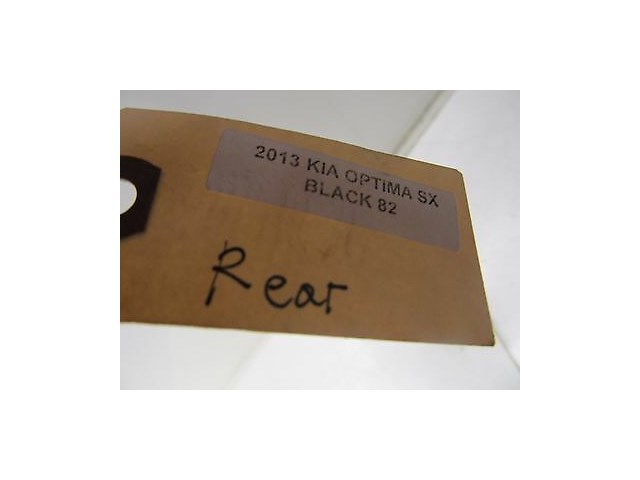 2013 KIA OPTIMA SX
BLACK 82
Rear